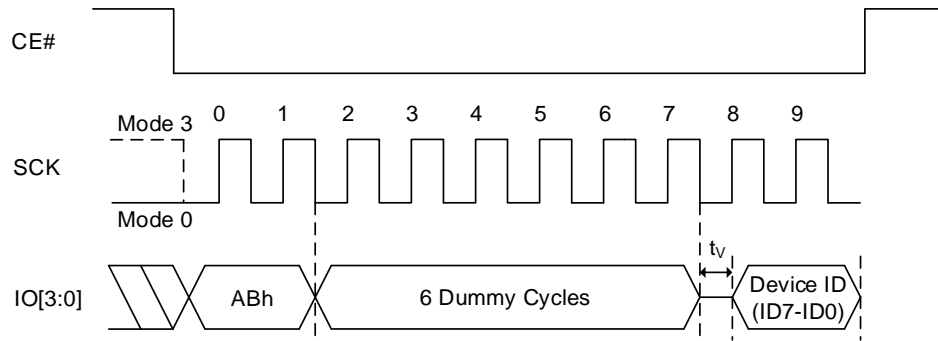 CE#
0 1 2 3 4 5 6 7 8 9
Mode 3
SCK
Mode 0
tV
IO[3:0] ABh 6 Dummy Cycles Device ID
(ID7-ID0)